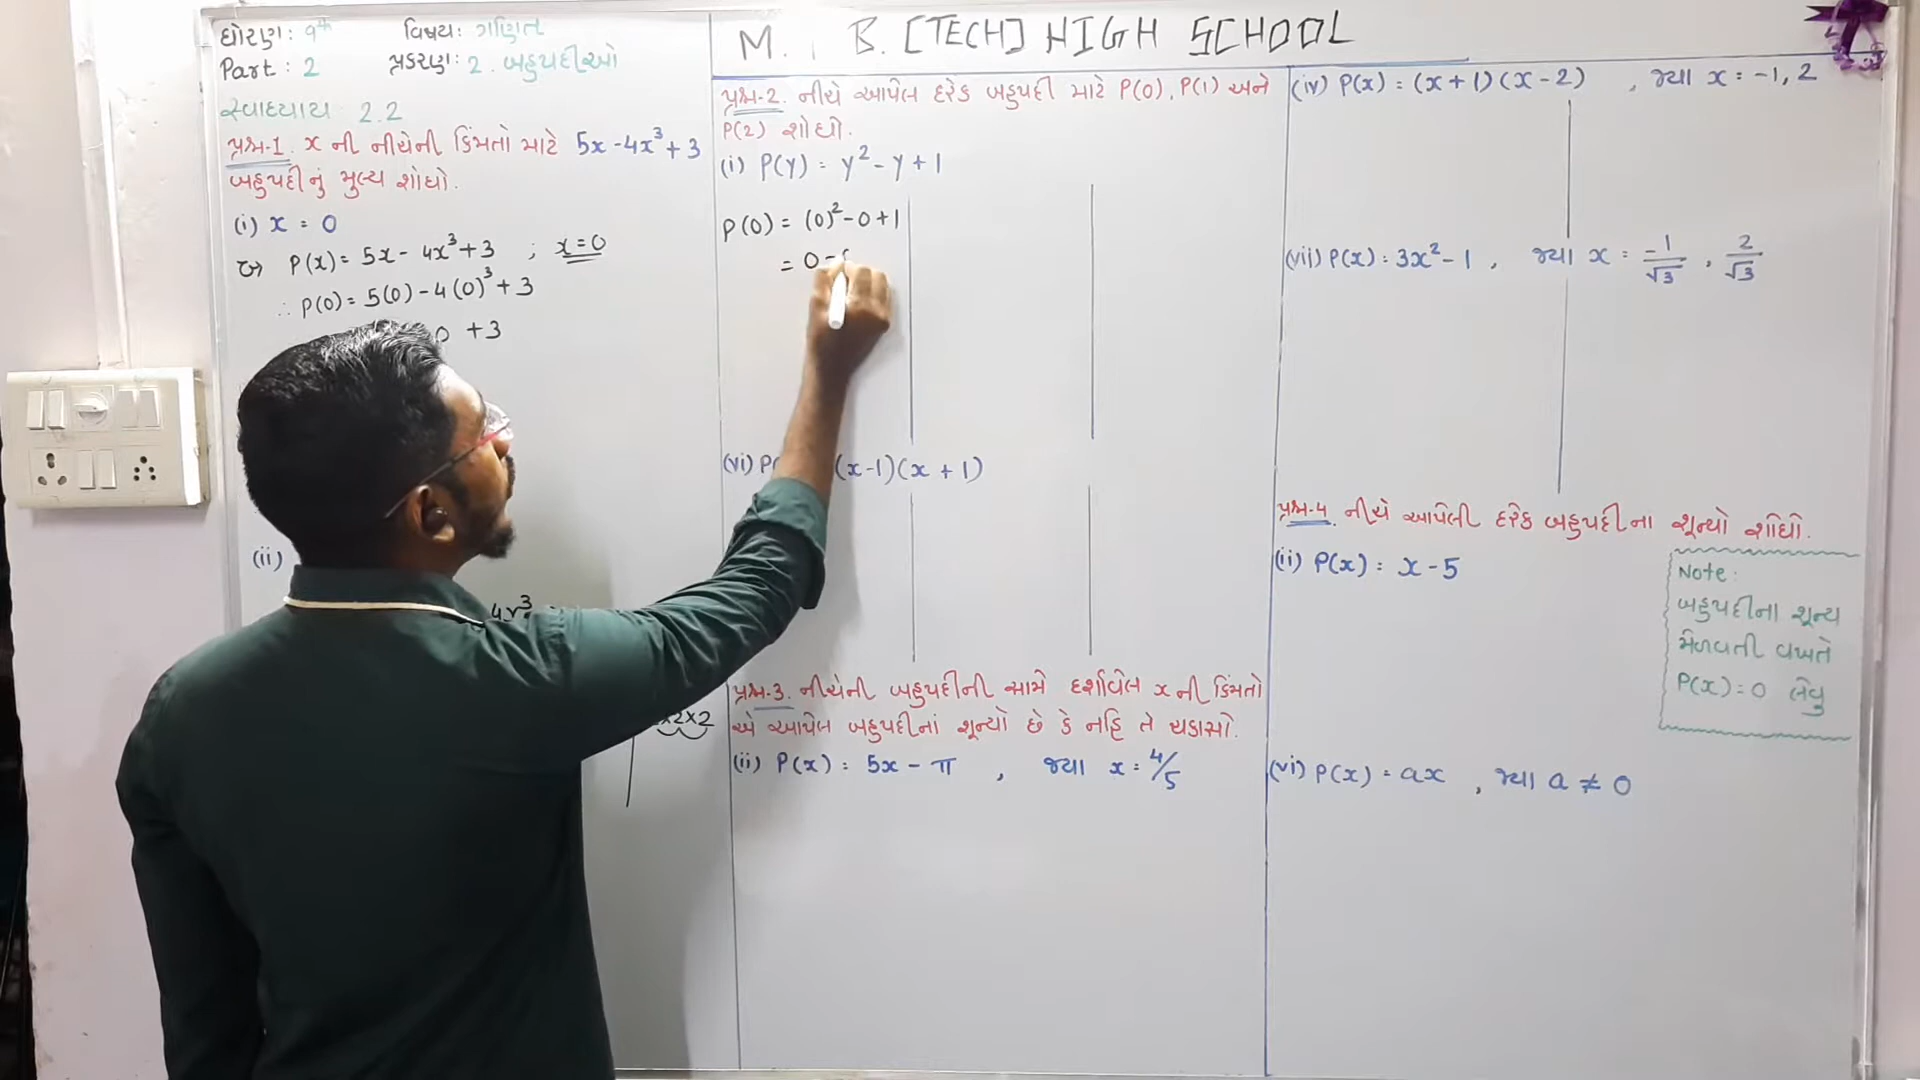 ધોરણ: 9th વિષય: ગણિત
Part: 2 પ્રકરણ: 2. બહુપદીઓ
સ્વાધ્યાય 2.2
પ્રશ્ન-1. x ની નીચેની કિંમતો માટે 5x - 4x³ + 3
બહુપદીનું મુલ્ય શોધો.
(i) x = 0
P(x) = 5x - 4x³ + 3 ; x = 0
∴ P(0) = 5(0) - 4(0)³ + 3
0 + 3
(ii)
4x³
x2x2
M. B. [TECH] HIGH SCHOOL
પ્રશ્ન-2. નીચે આપેલ દરેક બહુપદી માટે P(0), P(1) અને
P(2) શોધો.
(i) P(y) = y² - y + 1
P(0) = (0)² - 0 + 1
= 0 -
(vi) P( (x-1)(x + 1)
પ્રશ્ન-3. નીચેની બહુપદીની સામે દર્શાવેલ x ની કિંમતો
એ આપેલ બહુપદીનાં શૂન્યો છે કે નહિ તે ચકાસો.
(ii) P(x) = 5x - π , જ્યા x = 4/5
(iv) P(x) = (x + 1) (x - 2) , જ્યા x = -1, 2
(vii) P(x) = 3x² - 1 , જ્યા x = -1/√3 , 2/√3
પ્રશ્ન-4. નીચે આપેલી દરેક બહુપદીના શૂન્યો શોધો.
(ii) P(x) = x - 5
Note:
બહુપદીના શૂન્ય
મેળવતી વખતે
P(x) = 0 લેવુ
(vi) P(x) = ax , જ્યા a ≠ 0